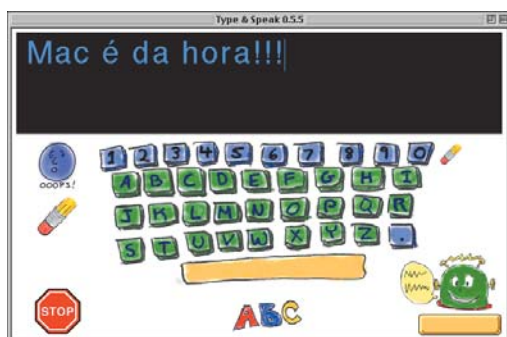 Type & Speak 0.5.5
Mac é da hora!!!
OOOPS!
1 2 3 4 5 6 7 8 9 0
A B C D E F G H I
J K L M N O P Q R
S T U V W X Y Z .
STOP
ABC